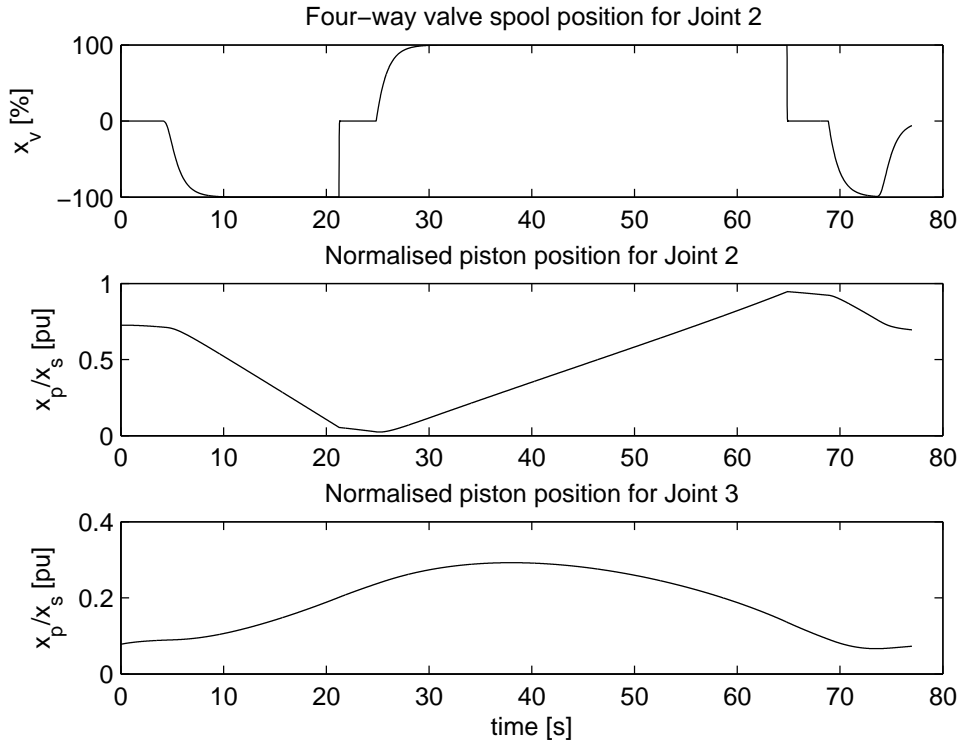 Four−way valve spool position for Joint 2
x_v [%]
100
0
−100
0 10 20 30 40 50 60 70 80
Normalised piston position for Joint 2
x_p/x_s [pu]
1
0.5
0
0 10 20 30 40 50 60 70 80
Normalised piston position for Joint 3
x_p/x_s [pu]
0.4
0.2
0
0 10 20 30 40 50 60 70 80
time [s]